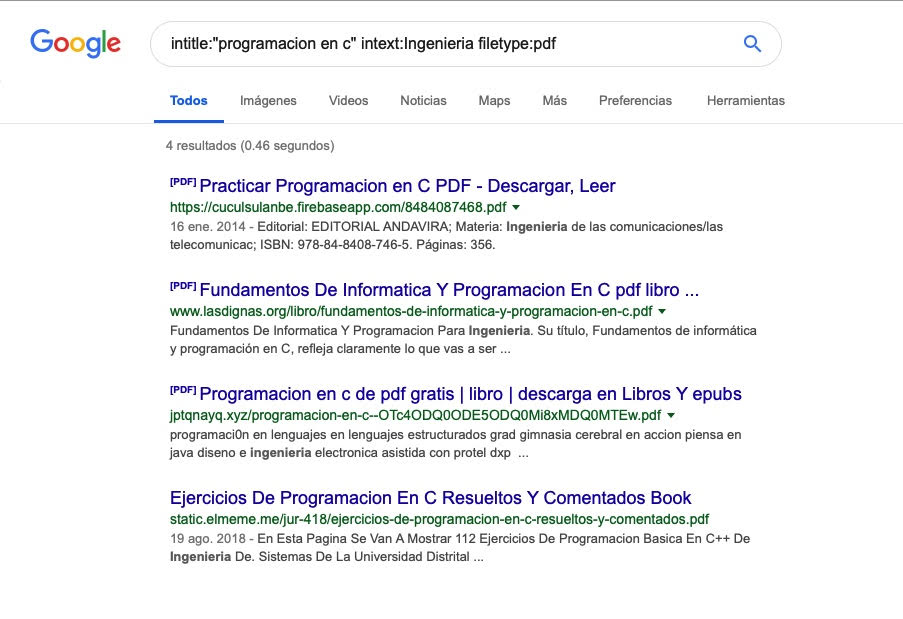 Google
intitle:"programacion en c" intext:Ingenieria filetype:pdf
Todos Imágenes Videos Noticias Maps Más Preferencias Herramientas
4 resultados (0.46 segundos)
[PDF] Practicar Programacion en C PDF - Descargar, Leer
https://cuculsulanbe.firebaseapp.com/8484087468.pdf
16 ene. 2014 - Editorial: EDITORIAL ANDAVIRA; Materia: Ingenieria de las comunicaciones/las
telecomunicac; ISBN: 978-84-8408-746-5. Páginas: 356.
[PDF] Fundamentos De Informatica Y Programacion En C pdf libro ...
www.lasdignas.org/libro/fundamentos-de-informatica-y-programacion-en-c.pdf
Fundamentos De Informatica Y Programacion Para Ingenieria. Su título, Fundamentos de informática
y programación en C, refleja claramente lo que vas a ser ...
[PDF] Programacion en c de pdf gratis | libro | descarga en Libros Y epubs
jptqnayq.xyz/programacion-en-c--OTc4ODQ0ODE5ODQ0Mi8xMDQ0MTEw.pdf
programaci0n en lenguajes en lenguajes estructurados grad gimnasia cerebral en accion piensa en
java diseno e ingenieria electronica asistida con protel dxp ...
Ejercicios De Programacion En C Resueltos Y Comentados Book
static.elmeme.me/jur-418/ejercicios-de-programacion-en-c-resueltos-y-comentados.pdf
19 ago. 2018 - En Esta Pagina Se Van A Mostrar 112 Ejercicios De Programacion Basica En C++ De
Ingenieria De. Sistemas De La Universidad Distrital ...